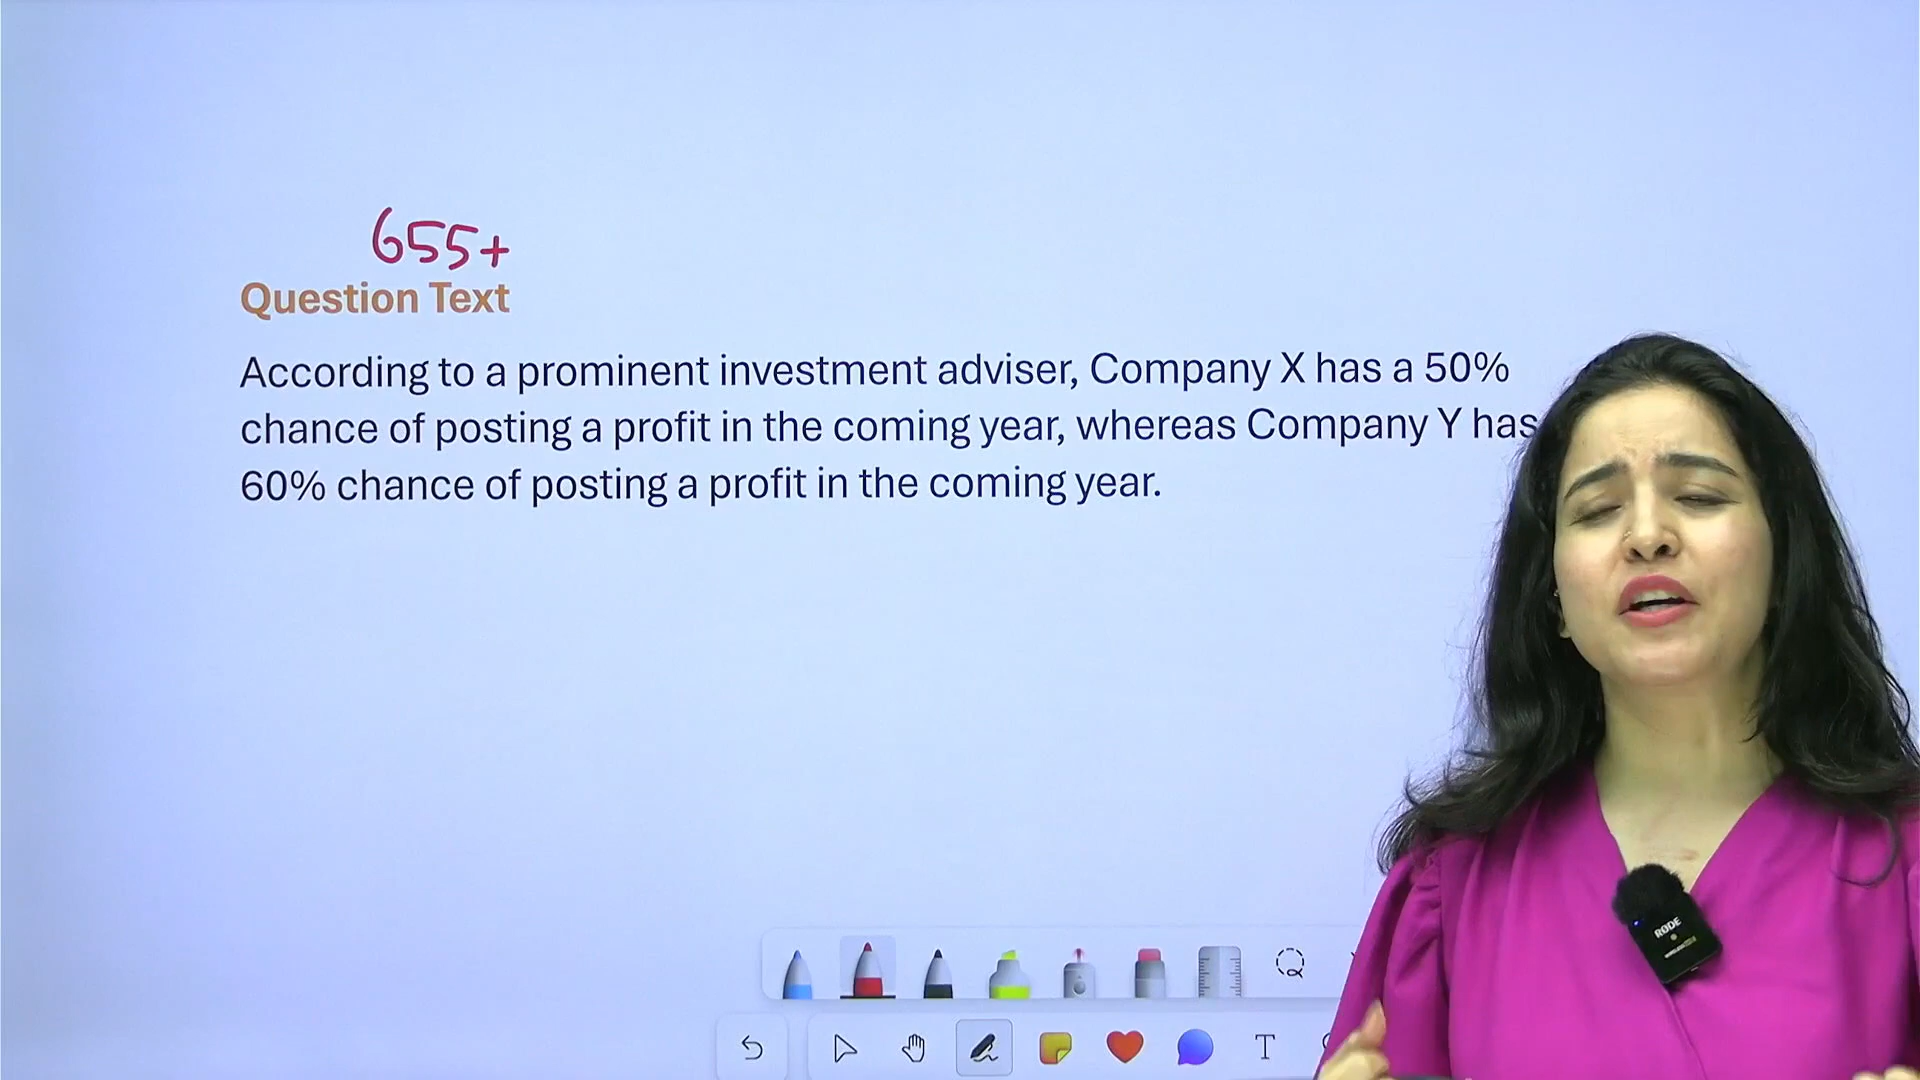 655+
Question Text
According to a prominent investment adviser, Company X has a 50%
chance of posting a profit in the coming year, whereas Company Y has
60% chance of posting a profit in the coming year.
T
RØDE